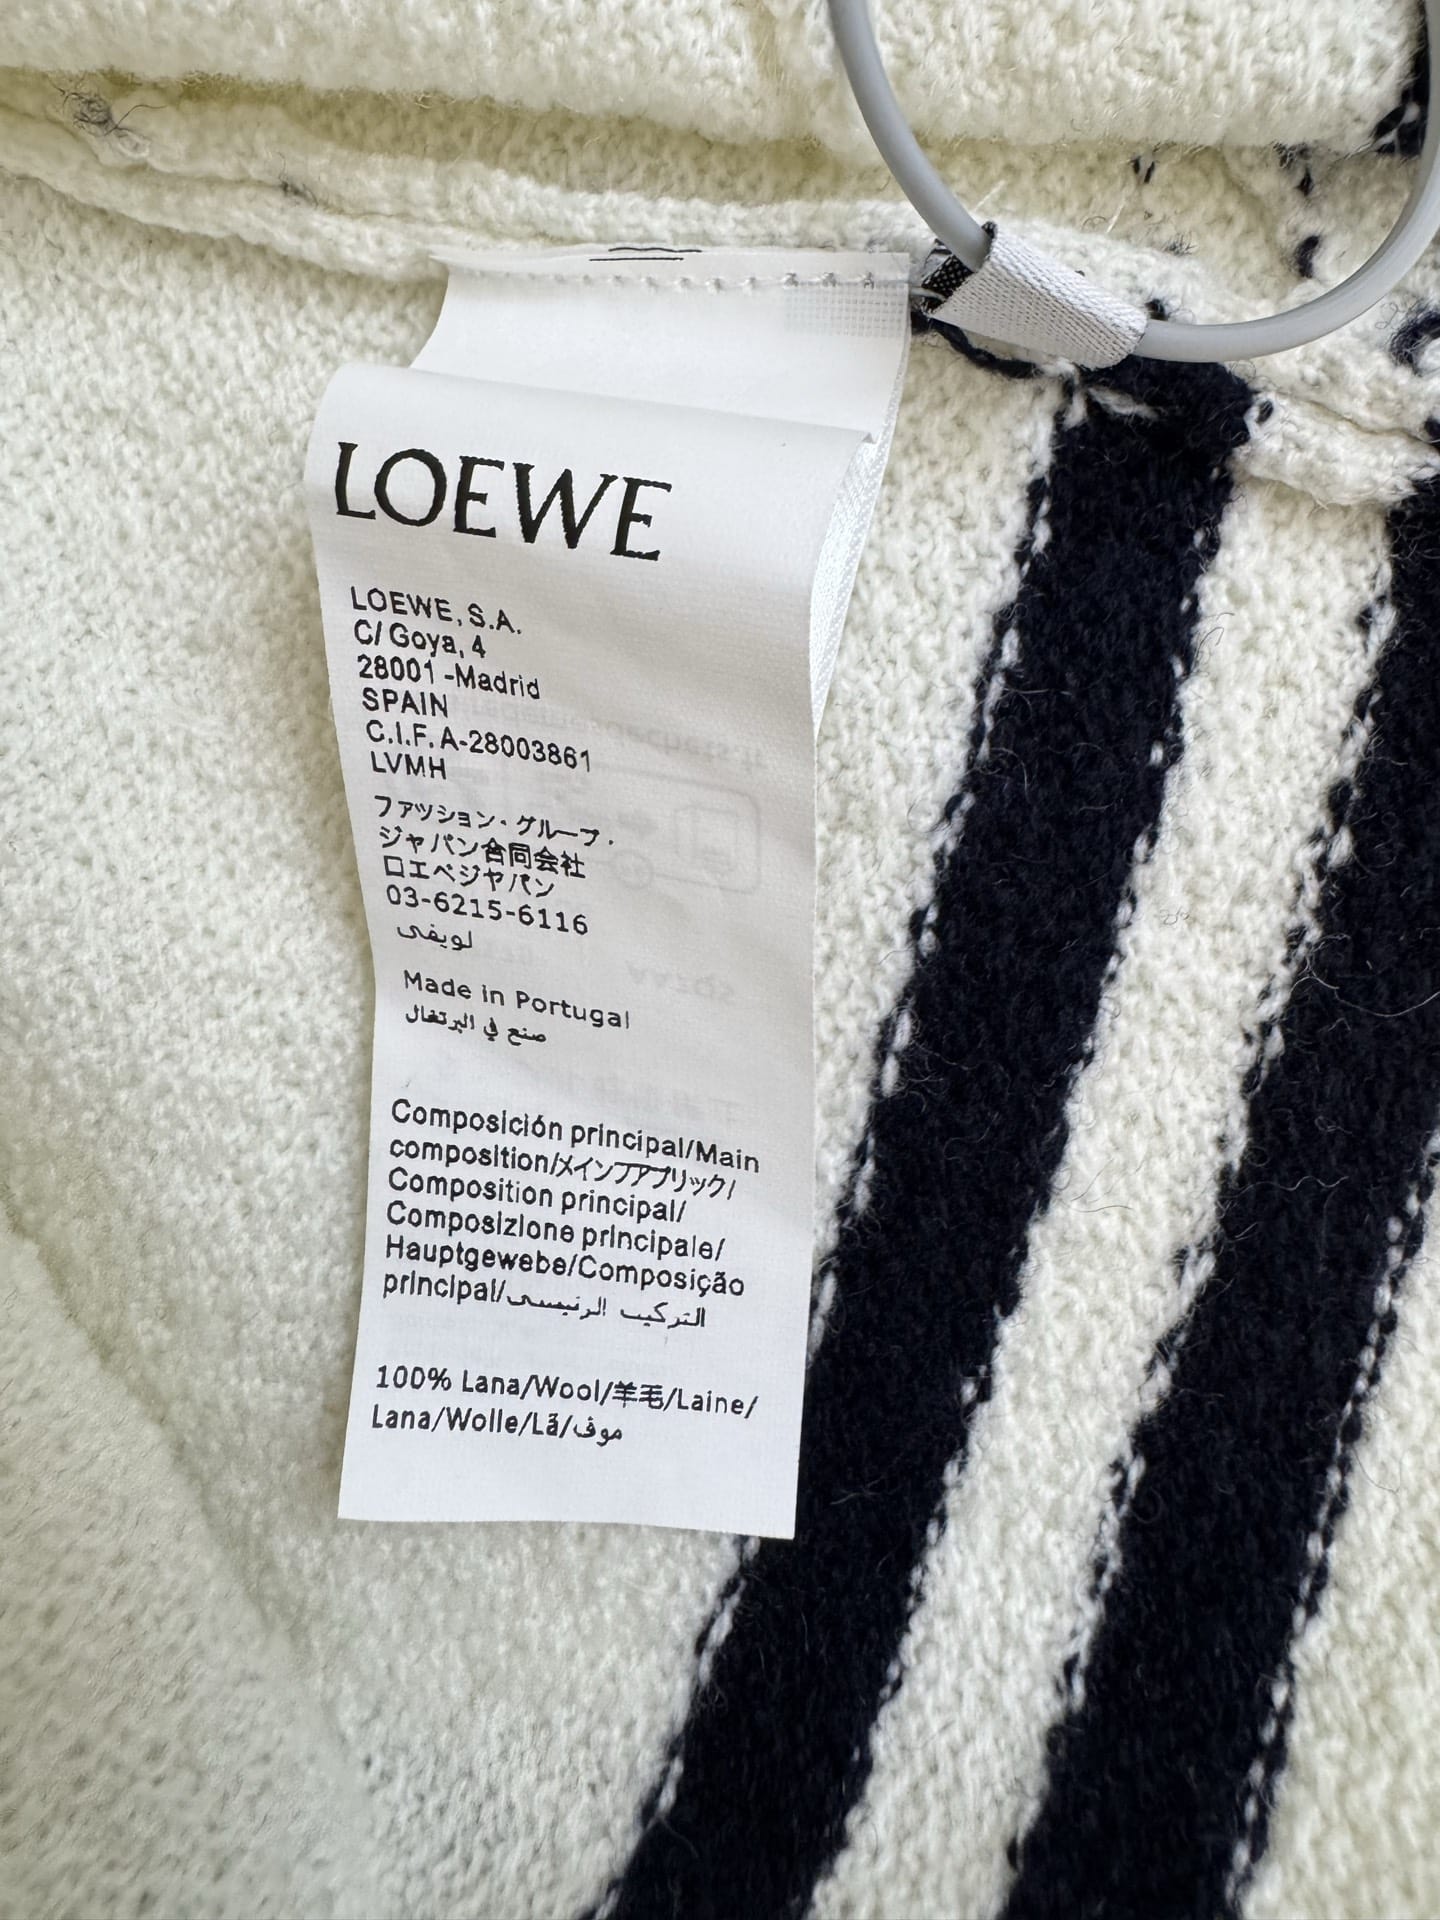 LOEWE
LOEWE, S.A.
C/ Goya, 4
28001 -Madrid
SPAIN
C.I.F. A-28003861
LVMH
ファッション・グループ・
ジャパン合同会社
ロエベジャパン
03-6215-6116
لويفى
Made in Portugal
صنع في البرتغال
Composición principal/Main
composition/メインファブリック/
Composition principal/
Composizione principale/
Hauptgewebe/Composição
principal/التركيب الرئيسى
100% Lana/Wool/羊毛/Laine/
Lana/Wolle/Lã/موف